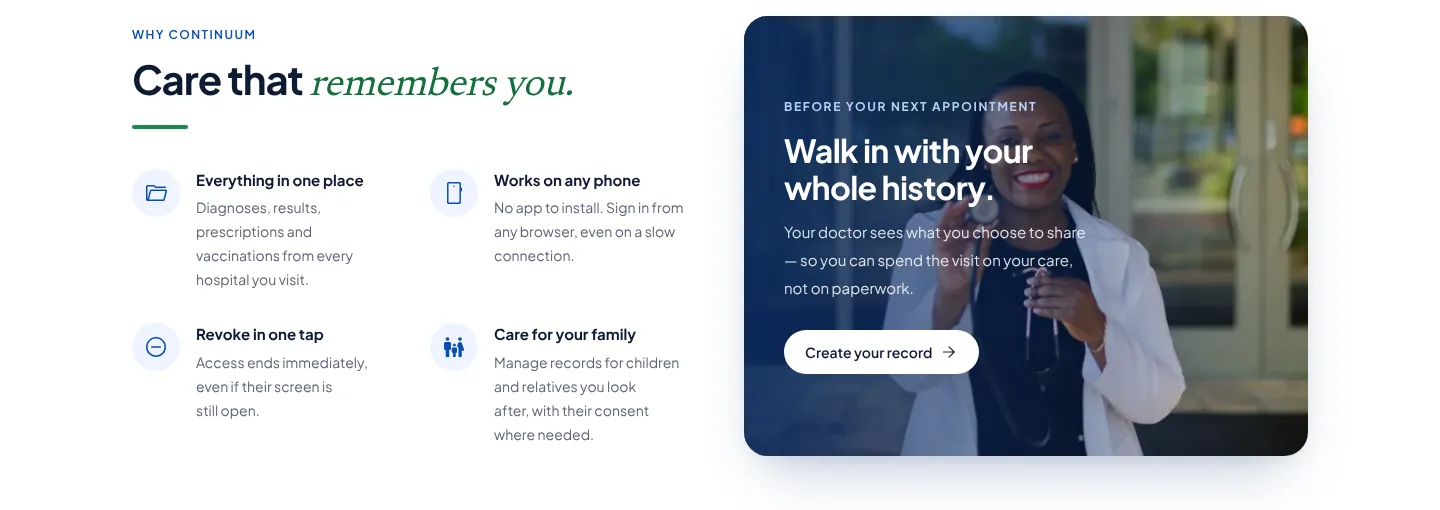 WHY CONTINUUM
Care that remembers you.
Everything in one place
Diagnoses, results,
prescriptions and
vaccinations from every
hospital you visit.
Works on any phone
No app to install. Sign in from
any browser, even on a slow
connection.
Revoke in one tap
Access ends immediately,
even if their screen is
still open.
Care for your family
Manage records for children
and relatives you look
after, with their consent
where needed.
BEFORE YOUR NEXT APPOINTMENT
Walk in with your
whole history.
Your doctor sees what you choose to share
— so you can spend the visit on your care,
not on paperwork.
Create your record →